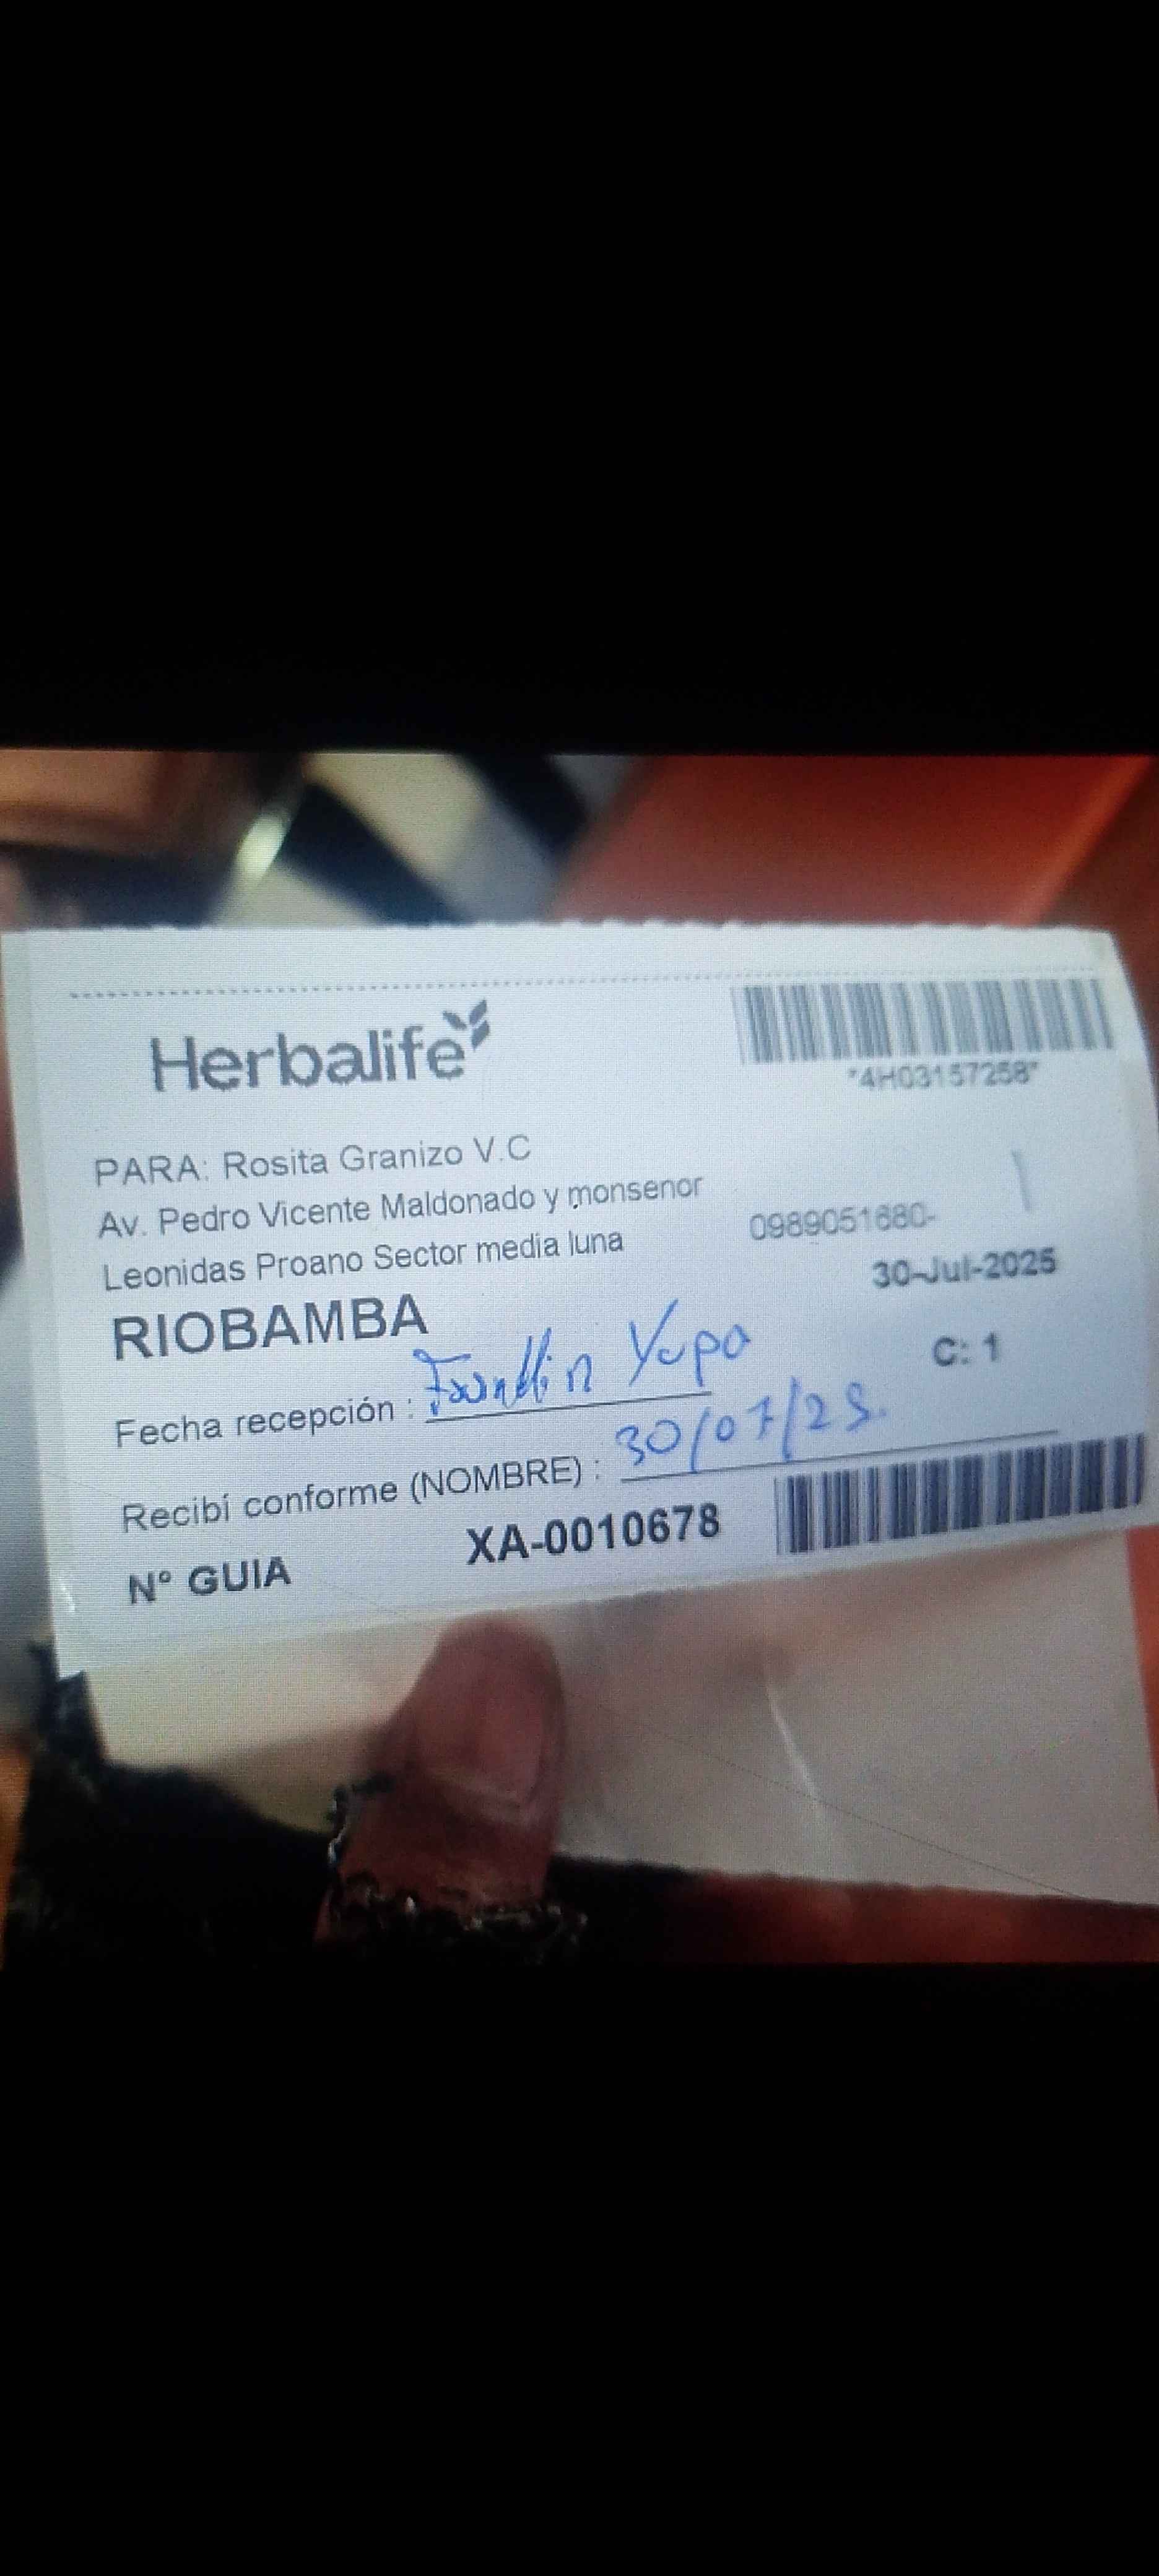 Herbalife
*4H03157258*
PARA: Rosita Granizo V.C
Av. Pedro Vicente Maldonado y monsenor
Leonidas Proano Sector media luna
0989051680-
30-Jul-2025
RIOBAMBA
C: 1
Fecha recepción : Yupa
Recibí conforme (NOMBRE) : 30/07/25.
N° GUIA XA-0010678